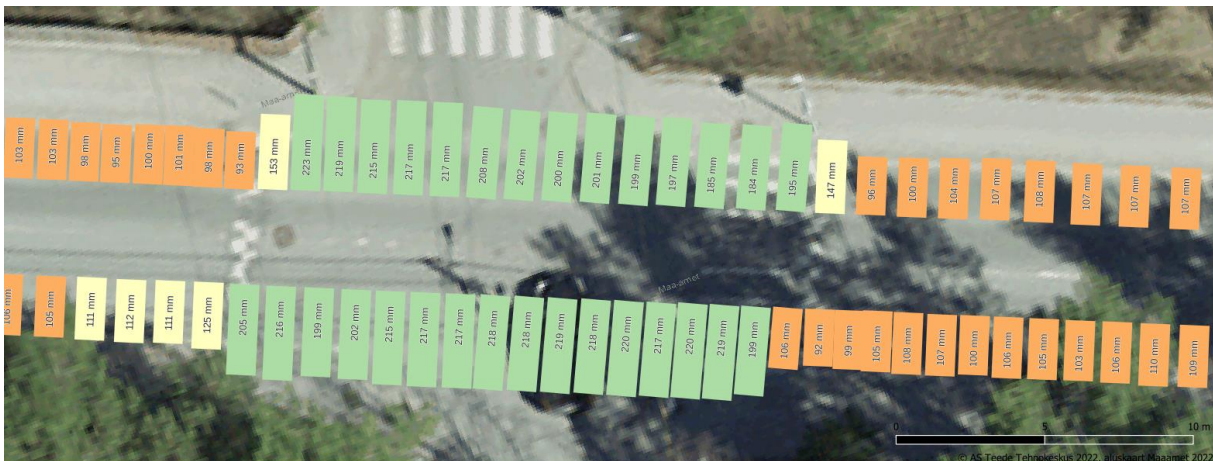 Maa-amet
103 mm
103 mm
98 mm
95 mm
100 mm
101 mm
98 mm
93 mm
153 mm
223 mm
219 mm
215 mm
217 mm
217 mm
208 mm
202 mm
200 mm
201 mm
199 mm
197 mm
185 mm
184 mm
195 mm
147 mm
96 mm
100 mm
104 mm
107 mm
108 mm
107 mm
107 mm
107 mm
Maa-amet
106 mm
105 mm
111 mm
112 mm
111 mm
125 mm
205 mm
216 mm
199 mm
202 mm
215 mm
217 mm
217 mm
218 mm
218 mm
219 mm
218 mm
220 mm
217 mm
220 mm
219 mm
199 mm
106 mm
92 mm
99 mm
105 mm
108 mm
107 mm
100 mm
106 mm
105 mm
103 mm
106 mm
110 mm
109 mm
0 5 10 m
© AS Teede Tehnokeskus 2022, aluskaart Maaamet 2022